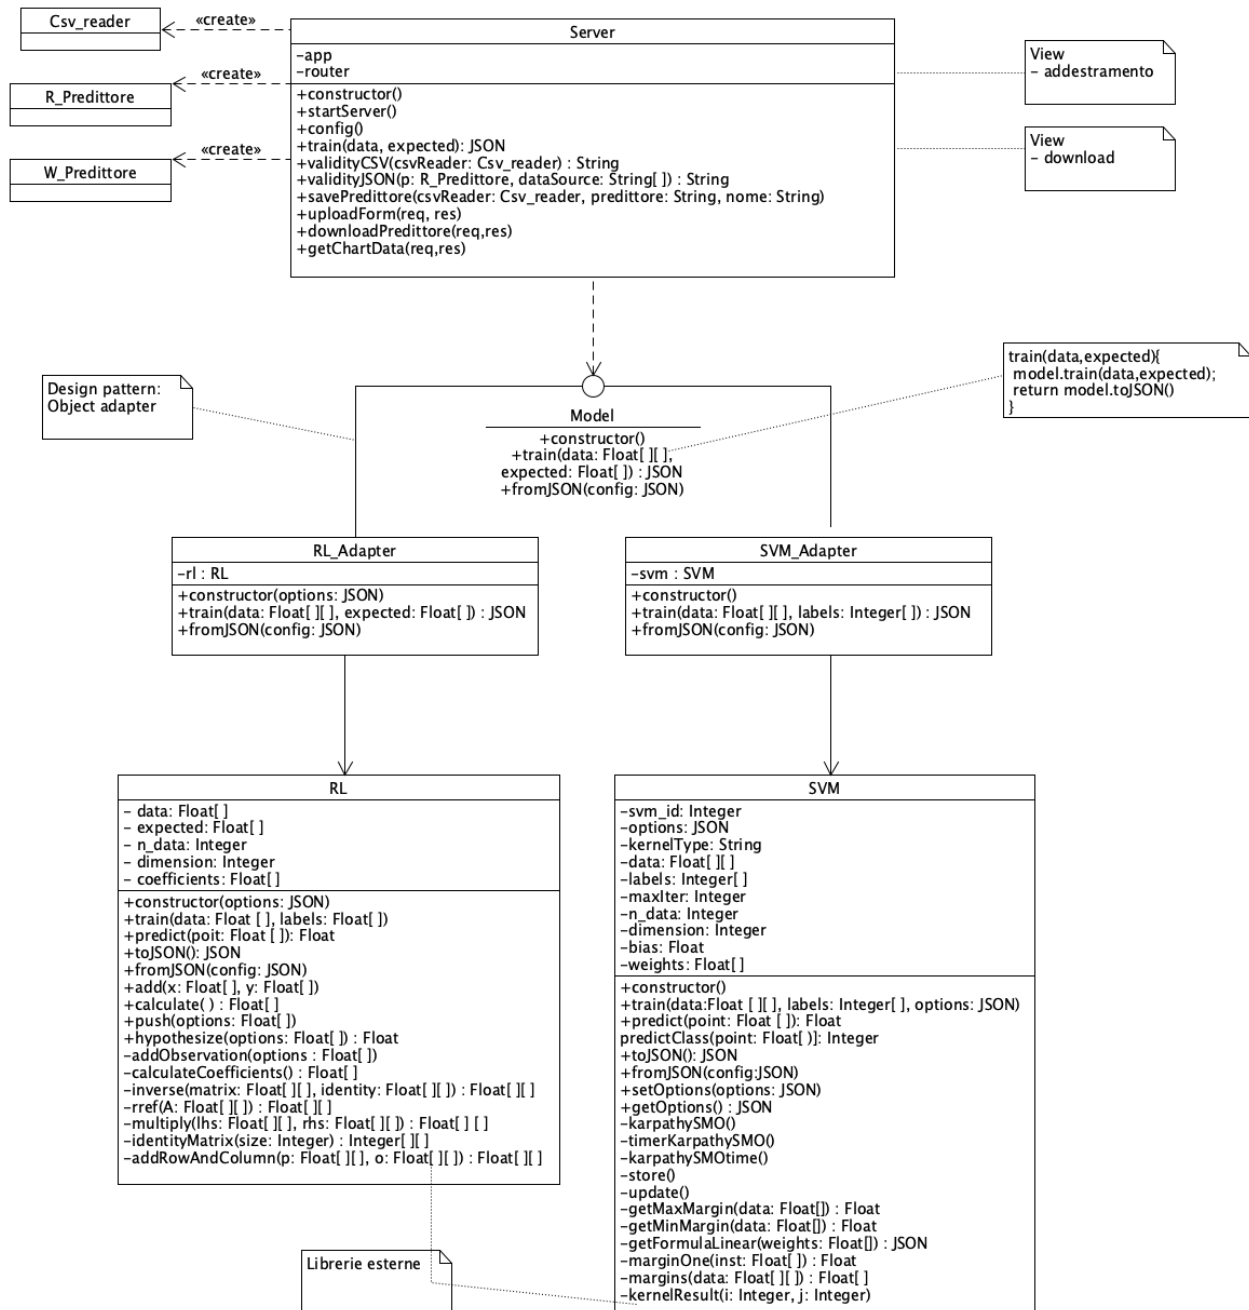 Csv_reader
«create»
Server
-app
-router
+constructor()
+startServer()
+config()
+train(data, expected): JSON
+validityCSV(csvReader: Csv_reader) : String
+validityJSON(p: R_Predittore, dataSource: String[ ]) : String
+savePredittore(csvReader: Csv_reader, predittore: String, nome: String)
+uploadForm(req, res)
+downloadPredittore(req,res)
+getChartData(req,res)
«create»
R_Predittore
«create»
W_Predittore
View
- addestramento
View
- download
Design pattern:
Object adapter
Model
+constructor()
+train(data: Float[ ][ ],
expected: Float[ ]) : JSON
+fromJSON(config: JSON)
train(data,expected){
model.train(data,expected);
return model.toJSON()
}
RL_Adapter
-rl : RL
+constructor(options: JSON)
+train(data: Float[ ][ ], expected: Float[ ]) : JSON
+fromJSON(config: JSON)
SVM_Adapter
-svm : SVM
+constructor()
+train(data: Float[ ][ ], labels: Integer[ ]) : JSON
+fromJSON(config: JSON)
RL
- data: Float[ ]
- expected: Float[ ]
- n_data: Integer
- dimension: Integer
- coefficients: Float[ ]
+constructor(options: JSON)
+train(data: Float [ ], labels: Float[ ])
+predict(poit: Float [ ]): Float
+toJSON(): JSON
+fromJSON(config: JSON)
+add(x: Float[ ], y: Float[ ])
+calculate( ) : Float[ ]
+push(options: Float[ ])
+hypothesize(options: Float[ ]) : Float
-addObservation(options : Float[ ])
-calculateCoefficients() : Float[ ]
-inverse(matrix: Float[ ][ ], identity: Float[ ][ ]) : Float[ ][ ]
-rref(A: Float[ ][ ]) : Float[ ][ ]
-multiply(lhs: Float[ ][ ], rhs: Float[ ][ ]) : Float[ ] [ ]
-identityMatrix(size: Integer) : Integer[ ][ ]
-addRowAndColumn(p: Float[ ][ ], o: Float[ ][ ]) : Float[ ][ ]
SVM
-svm_id: Integer
-options: JSON
-kernelType: String
-data: Float[ ][ ]
-labels: Integer[ ]
-maxIter: Integer
-n_data: Integer
-dimension: Integer
-bias: Float
-weights: Float[ ]
+constructor()
+train(data:Float [ ][ ], labels: Integer[ ], options: JSON)
+predict(point: Float [ ]): Float
predictClass(point: Float[ )]: Integer
+toJSON(): JSON
+fromJSON(config:JSON)
+setOptions(options: JSON)
+getOptions() : JSON
-karpathySMO()
-timerKarpathySMO()
-karpathySMOtime()
-store()
-update()
-getMaxMargin(data: Float[]) : Float
-getMinMargin(data: Float[]) : Float
-getFormulaLinear(weights: Float[]) : JSON
-marginOne(inst: Float[ ]) : Float
-margins(data: Float[ ][ ]) : Float[ ]
-kernelResult(i: Integer, j: Integer)
Librerie esterne